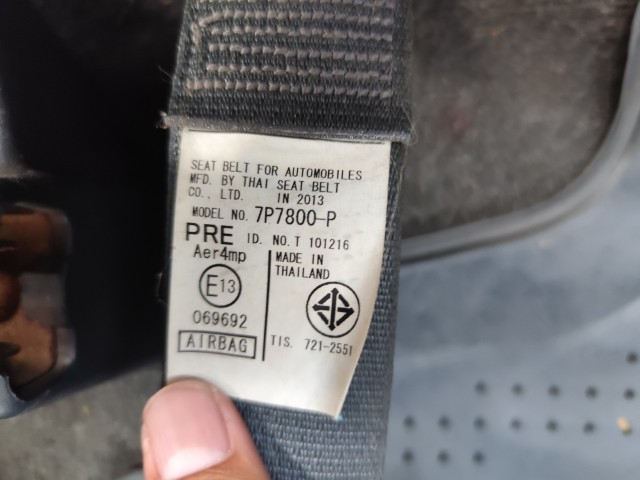 SEAT BELT FOR AUTOMOBILES
MFD. BY THAI SEAT BELT
CO., LTD. IN 2013
MODEL NO. 7P7800-P
PRE ID. NO. T 101216
Aer4mp
MADE IN
THAILAND
E13
069692
AIRBAG
TIS. 721-2551